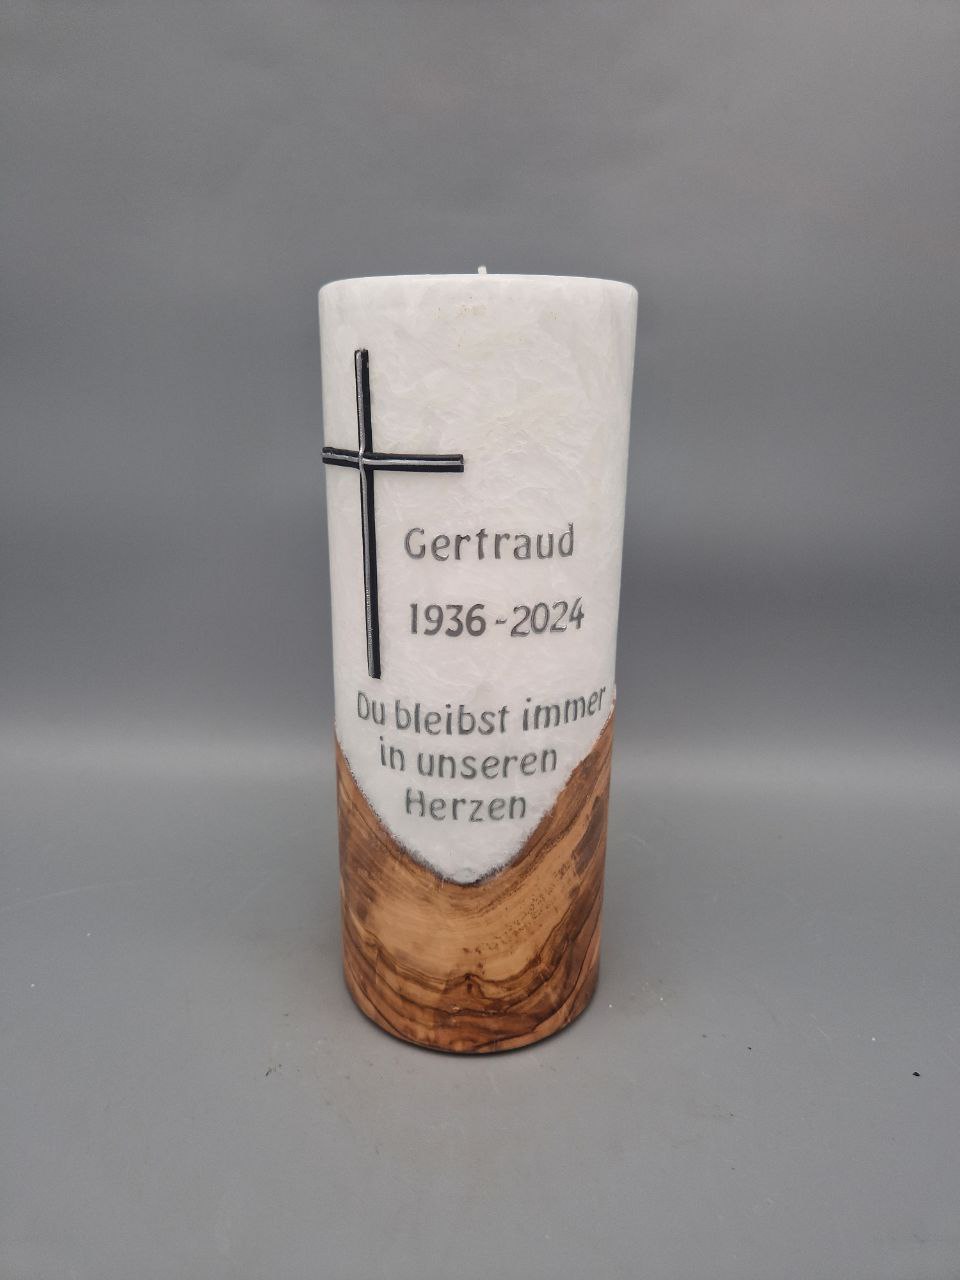 Gertraud
1936-2024
Du bleibst immer
in unseren
Herzen